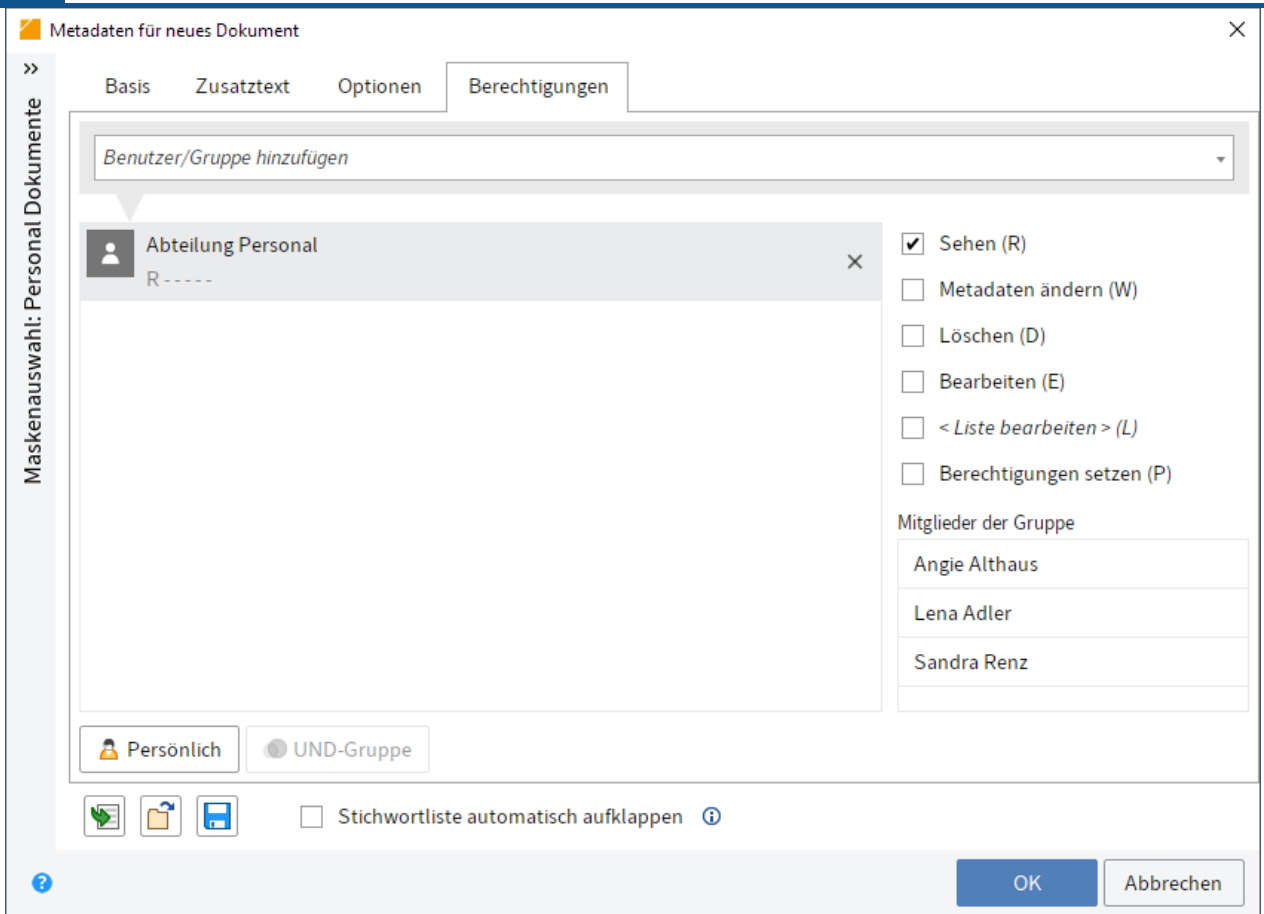 Metadaten für neues Dokument
Maskenauswahl: Personal Dokumente
Basis Zusatztext Optionen Berechtigungen
Benutzer/Gruppe hinzufügen
Abteilung Personal
R - - - - -
Sehen (R)
Metadaten ändern (W)
Löschen (D)
Bearbeiten (E)
< Liste bearbeiten > (L)
Berechtigungen setzen (P)
Mitglieder der Gruppe
Angie Althaus
Lena Adler
Sandra Renz
Persönlich UND-Gruppe
Stichwortliste automatisch aufklappen
OK Abbrechen